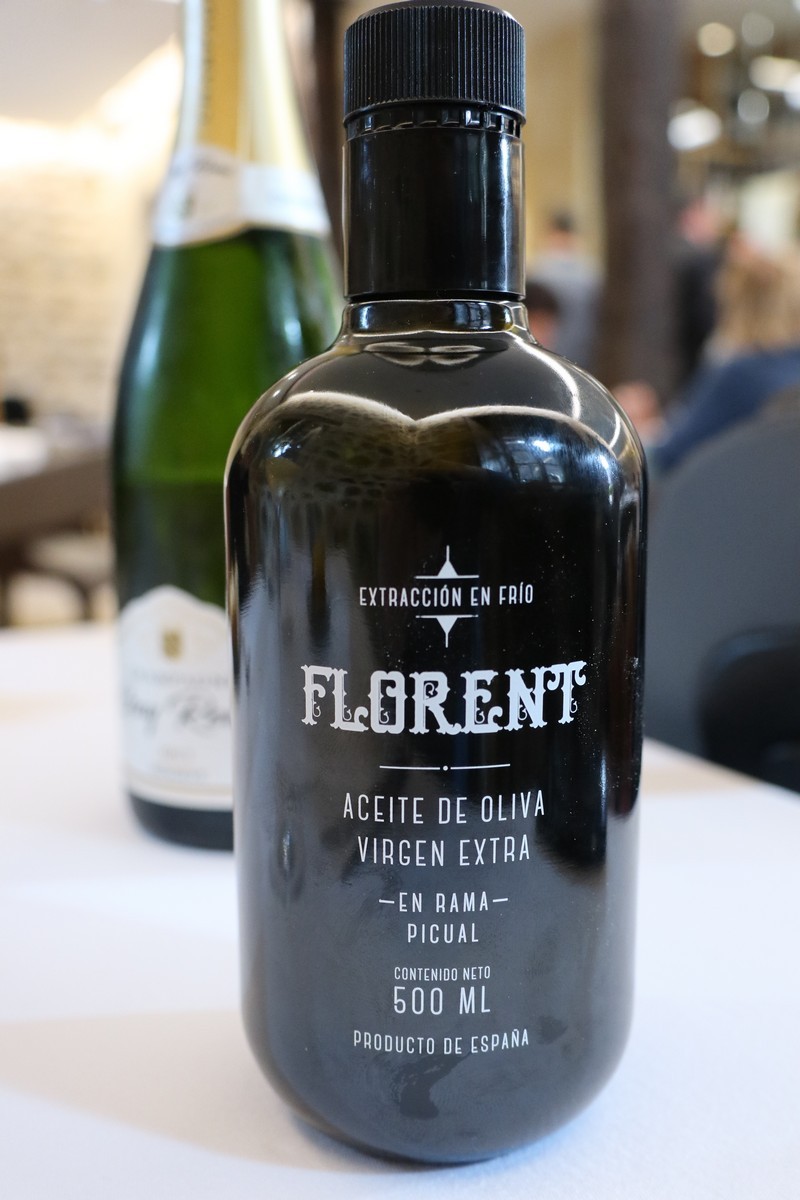 EXTRACCIÓN EN FRÍO
FLORENT
ACEITE DE OLIVA
VIRGEN EXTRA
—EN RAMA—
PICUAL
CONTENIDO NETO
500 ML
PRODUCTO DE ESPAÑA